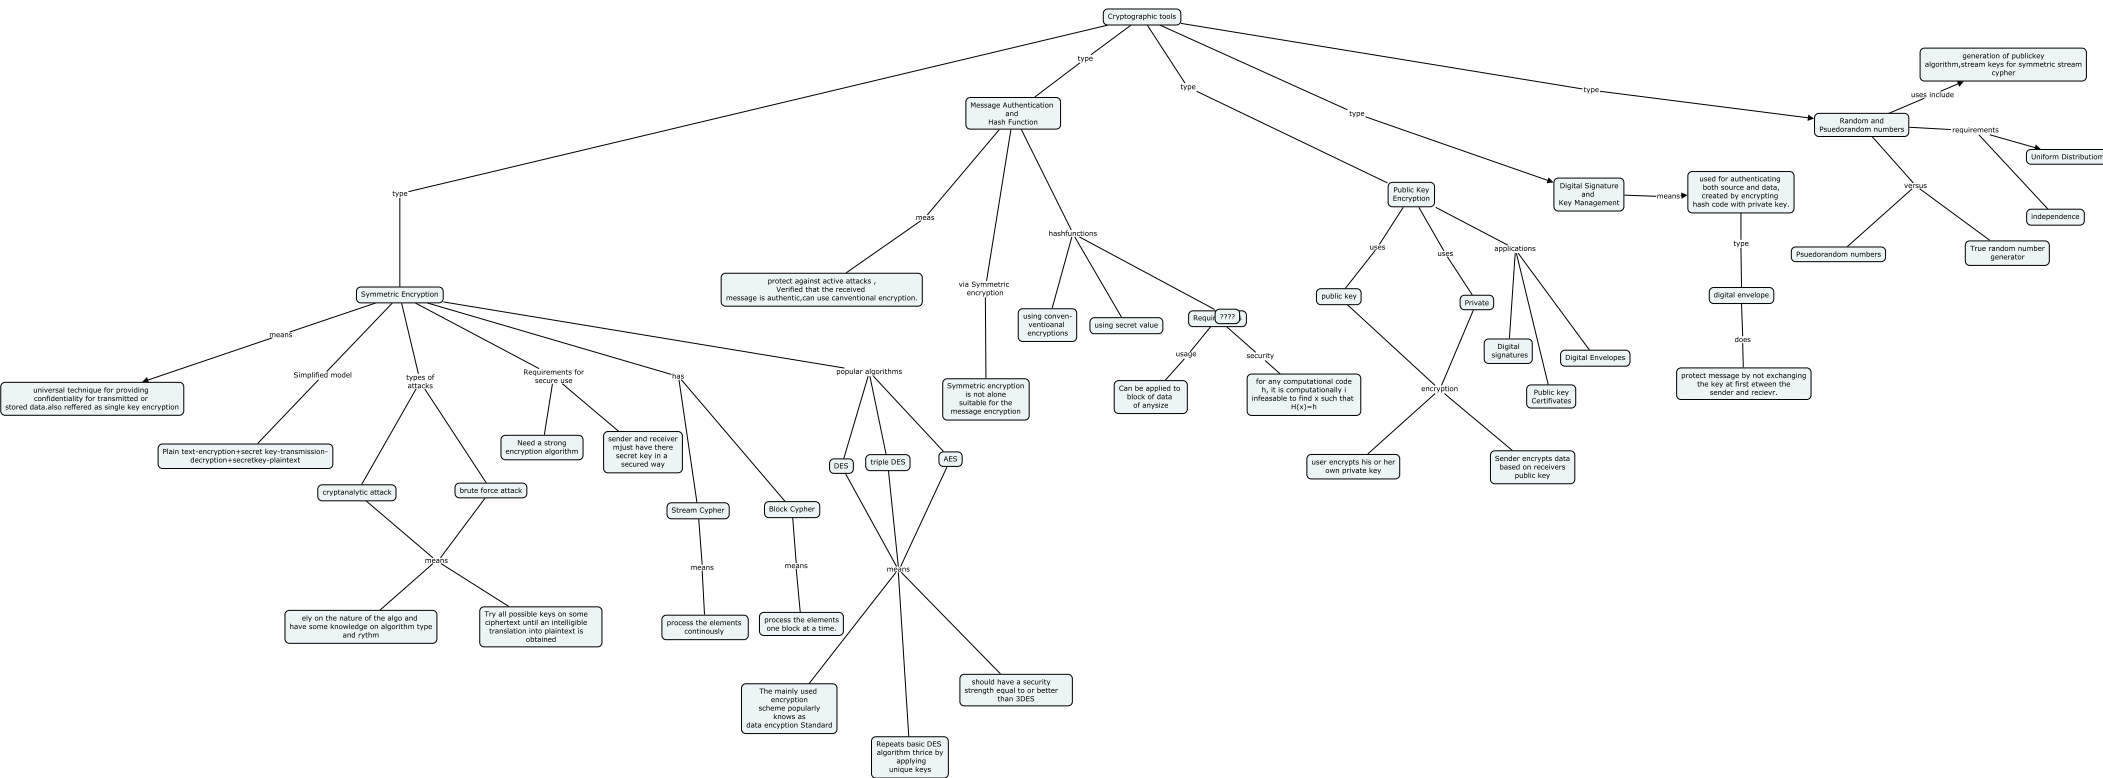 Cryptographic tools
type
type
type
type
type
Message Authentication
and
Hash Function
Public Key
Encryption
Digital Signature
and
Key Management
means
used for authenticating
both source and data,
created by encrypting
hash code with private key.
type
digital envelope
does
protect message by not exchanging
the key at first etween the
sender and recievr.
Random and
Psuedorandom numbers
uses include
generation of publickey
algorithm,stream keys for symmetric stream
cypher
requirements
Uniform Distribution
independence
versus
Psuedorandom numbers
True random number
generator
Symmetric Encryption
means
universal technique for providing
confidentiality for transmitted or
stored data.also reffered as single key encryption
Simplified model
Plain text-encryption+secret key-transmission-
decryption+secretkey-plaintext
types of
attacks
cryptanalytic attack
brute force attack
means
ely on the nature of the algo and
have some knowledge on algorithm type
and rythm
Try all possible keys on some
ciphertext until an intelligible
translation into plaintext is
obtained
Requirements for
secure use
Need a strong
encryption algorithm
sender and receiver
mjust have there
secret key in a
secured way
has
Stream Cypher
Block Cypher
means
means
process the elements
continously
process the elements
one block at a time.
popular algorithms
DES
triple DES
AES
means
The mainly used
encryption
scheme popularly
knows as
data encyption Standard
Repeats basic DES
algorithm thrice by
applying
unique keys
should have a security
strength equal to or better
than 3DES
meas
protect against active attacks ,
Verified that the received
message is authentic,can use canventional encryption.
via Symmetric
encryption
Symmetric encryption
is not alone
suitable for the
message encryption
hashfunctions
using conven-
ventioanal
encryptions
using secret value
????
usage
security
Can be applied to
block of data
of anysize
for any computational code
h, it is computationally i
infeasable to find x such that
H(x)=h
uses
uses
applications
public key
Private
encryption
user encrypts his or her
own private key
Sender encrypts data
based on receivers
public key
Digital
signatures
Public key
Certifivates
Digital Envelopes